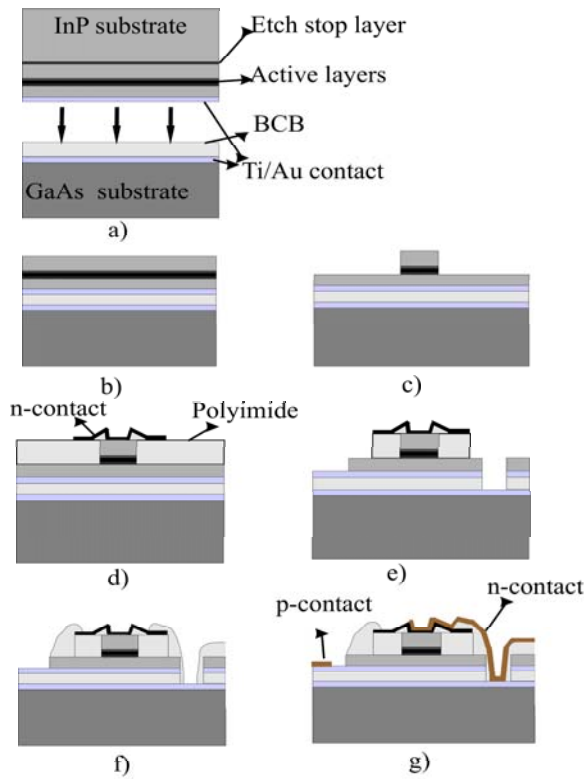 InP substrate
Etch stop layer
Active layers
BCB
Ti/Au contact
GaAs substrate
a)
b)
c)
n-contact
Polyimide
d)
e)
p-contact
n-contact
f)
g)